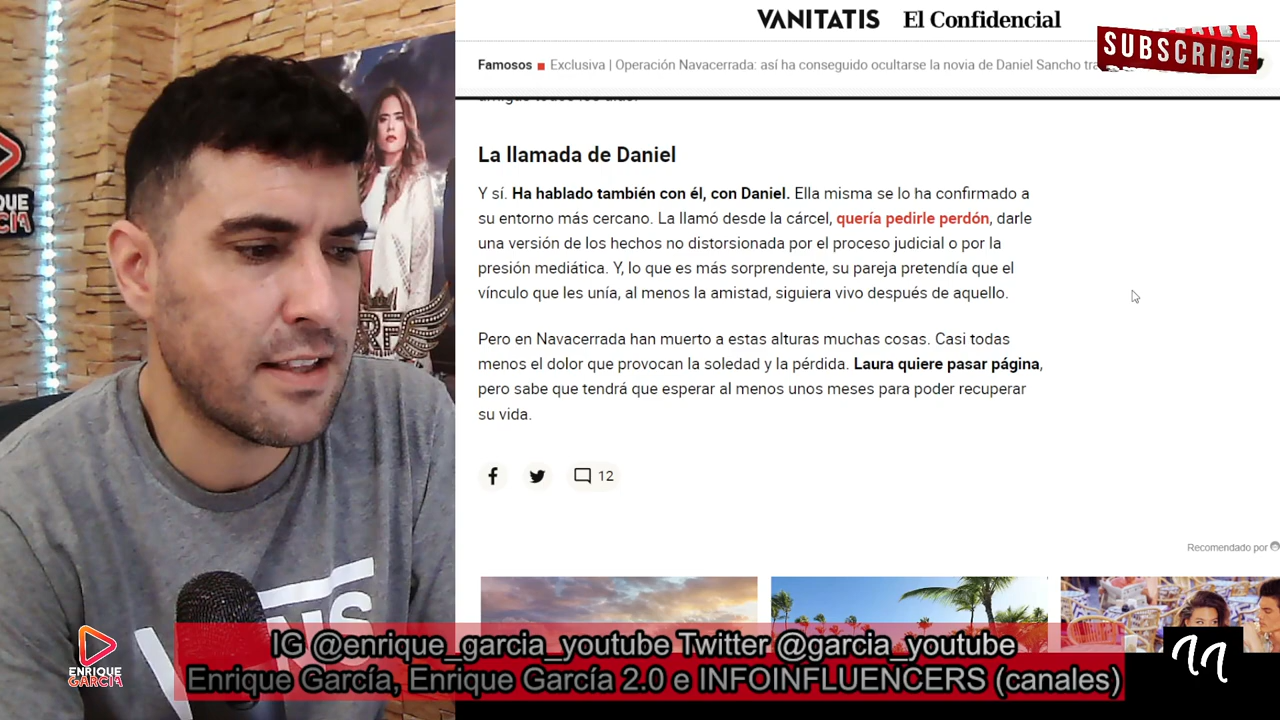 VANITATIS El Confidencial
SUBSCRIBE
Famosos Exclusiva | Operación Navacerrada: así ha conseguido ocultarse la novia de Daniel Sancho
La llamada de Daniel
Y sí. Ha hablado también con él, con Daniel. Ella misma se lo ha confirmado a
su entorno más cercano. La llamó desde la cárcel, quería pedirle perdón, darle
una versión de los hechos no distorsionada por el proceso judicial o por la
presión mediática. Y, lo que es más sorprendente, su pareja pretendía que el
vínculo que les unía, al menos la amistad, siguiera vivo después de aquello.
Pero en Navacerrada han muerto a estas alturas muchas cosas. Casi todas
menos el dolor que provocan la soledad y la pérdida. Laura quiere pasar página,
pero sabe que tendrá que esperar al menos unos meses para poder recuperar
su vida.
12
Recomendado por
VANS
IG @enrique_garcia_youtube Twitter @garcia_youtube
Enrique García, Enrique García 2.0 e INFOINFLUENCERS (canales)
ENRIQUE
GARCÍA